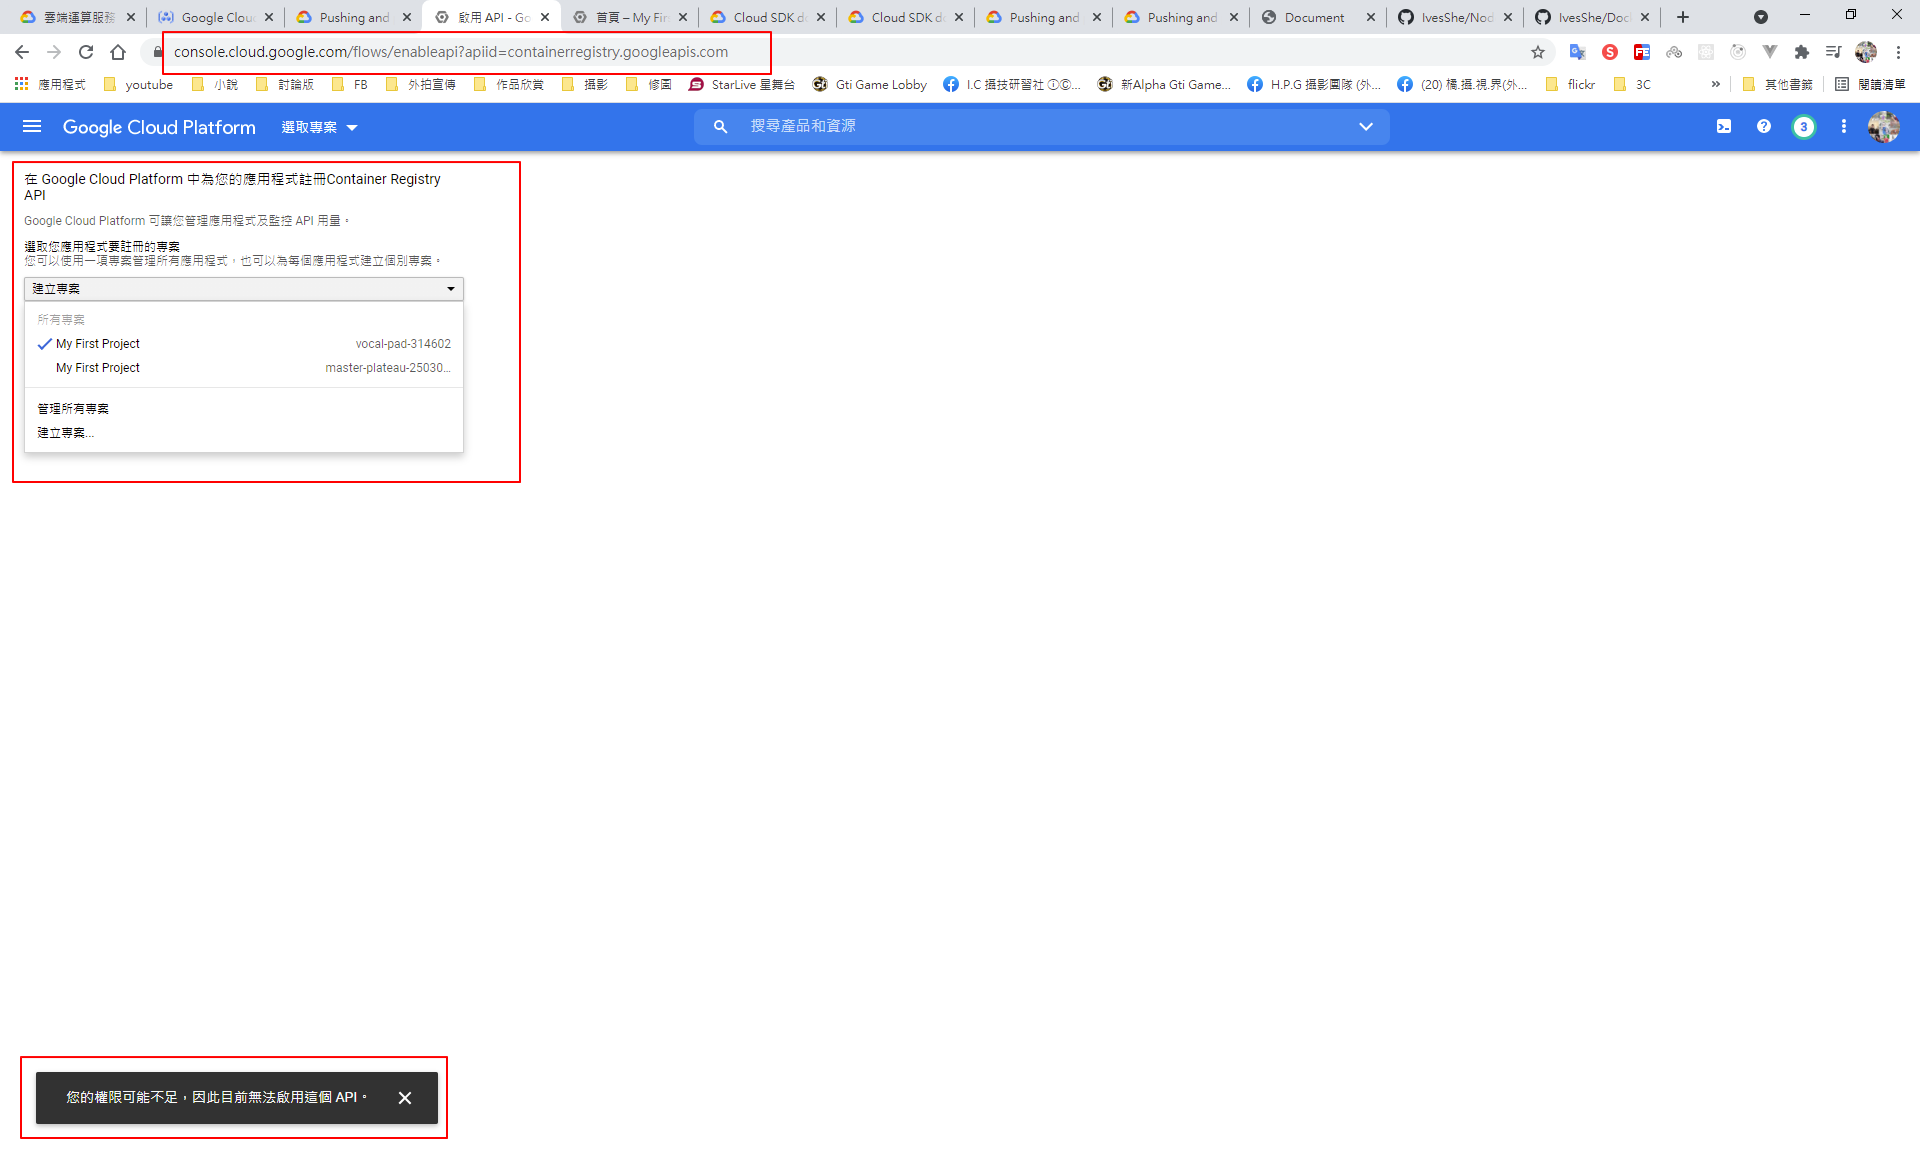 雲端運算服務
Google Clou
Pushing and
啟用 API - Go
首頁 – My Fir
Cloud SDK de
Cloud SDK de
Pushing and
Pushing and
Document
IvesShe/Nod
IvesShe/Doc
console.cloud.google.com/flows/enableapi?apiid=containerregistry.googleapis.com
應用程式
youtube
小說
討論版
FB
外拍宣傳
作品欣賞
攝影
修圖
StarLive 星舞台
Gti Game Lobby
I.C 攝技研習社 ①©...
新Alpha Gti Game...
H.P.G 攝影團隊 (外...
(20) 橘.攝.視.界(外...
flickr
3C
»
其他書籤
閱讀清單
Google Cloud Platform
選取專案
搜尋產品和資源
3
在 Google Cloud Platform 中為您的應用程式註冊Container Registry
API
Google Cloud Platform 可讓您管理應用程式及監控 API 用量。
選取您應用程式要註冊的專案
您可以使用一項專案管理所有應用程式，也可以為每個應用程式建立個別專案。
建立專案
所有專案
My First Project vocal-pad-314602
My First Project master-plateau-25030...
管理所有專案
建立專案...
您的權限可能不足，因此目前無法啟用這個 API。